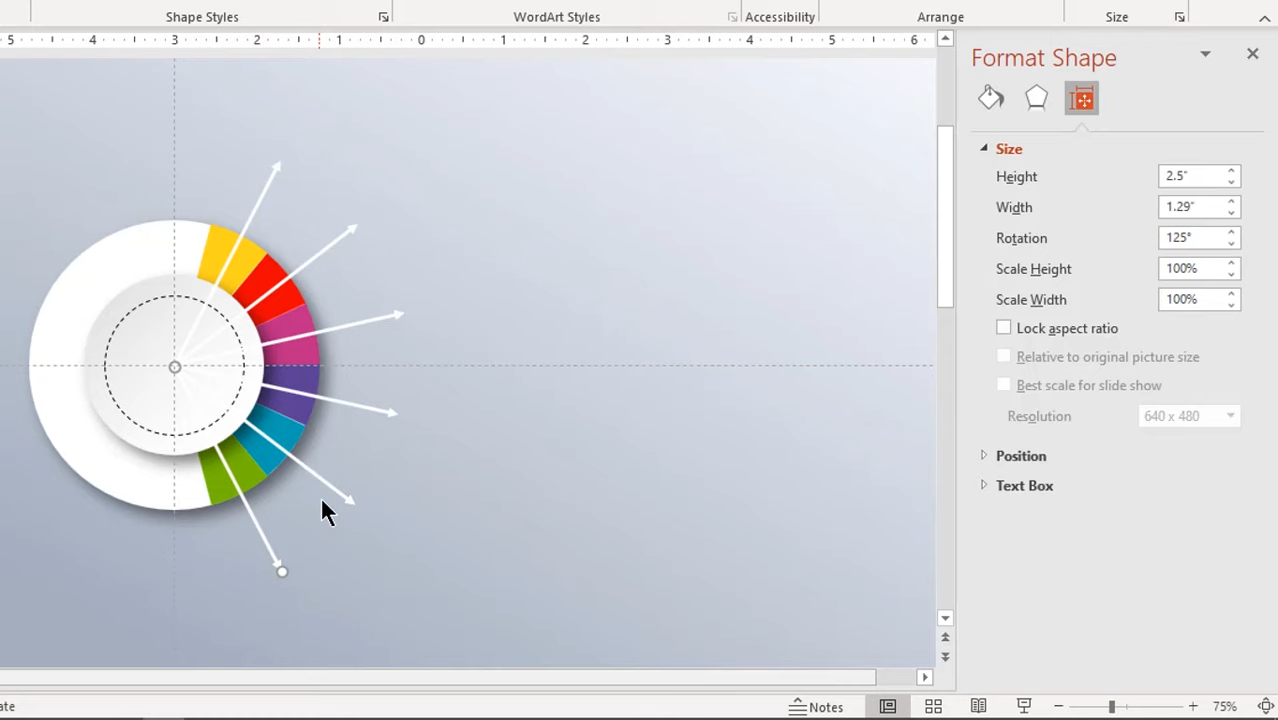 Shape Styles WordArt Styles Accessibility Arrange Size
5 4 3 2 1 0 1 2 3 4 5 6
Format Shape
Size
Height 2.5"
Width 1.29"
Rotation 125°
Scale Height 100%
Scale Width 100%
Lock aspect ratio
Relative to original picture size
Best scale for slide show
Resolution 640 x 480
Position
Text Box
ate Notes 75%